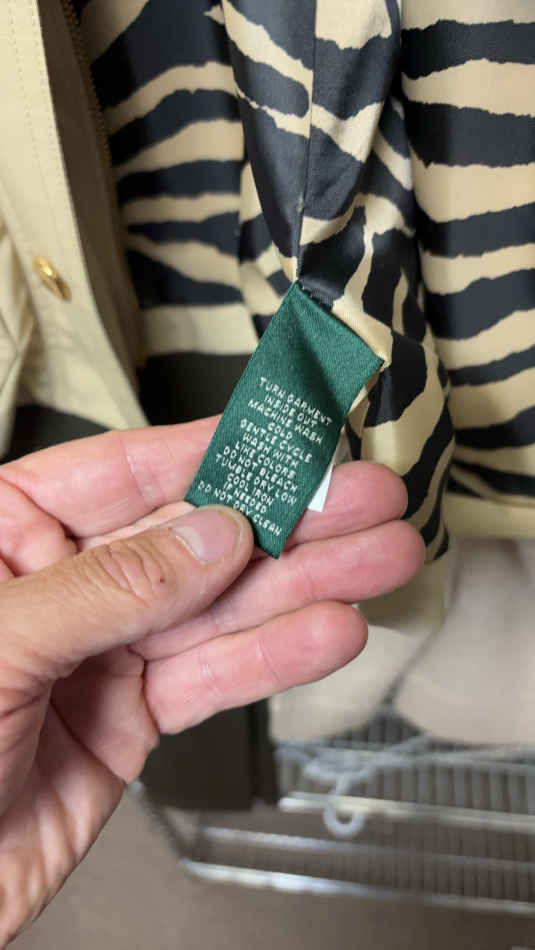 TURN GARMENT
INSIDE OUT
MACHINE WASH
COLD
GENTLE CYCLE
WASH WITH
LIKE COLORS
DO NOT BLEACH
DRY LOW
COOL IRON
NEEDED
DO NOT DRY CLEAN